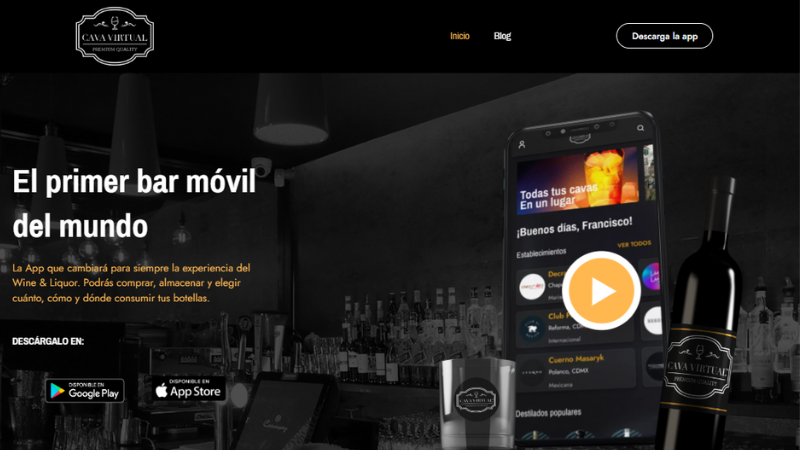 CAVA VIRTUAL
PREMIUM QUALITY
Inicio
Blog
Descarga la app
El primer bar móvil
del mundo
La App que cambiará para siempre la experiencia del
Wine & Liquor. Podrás comprar, almacenar y elegir
cuánto, cómo y dónde consumir tus botellas.
DESCÁRGALO EN:
DISPONIBLE EN
Google Play
DISPONIBLE EN
App Store
Todas tus cavas
En un lugar
¡Buenos días, Francisco!
Establecimientos
VER TODOS
Club
Reforma, CD
Internacional
Cuerno Masaryk
Polanco, CDMX
Mexicana
Destilados populares
CAVA VIRTUAL
PREMIUM QUALITY
CAVA VIRTUAL
PREMIUM QUALITY